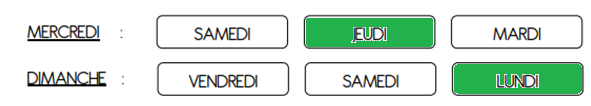 MERCREDI : SAMEDI JEUDI MARDI
DIMANCHE : VENDREDI SAMEDI LUNDI